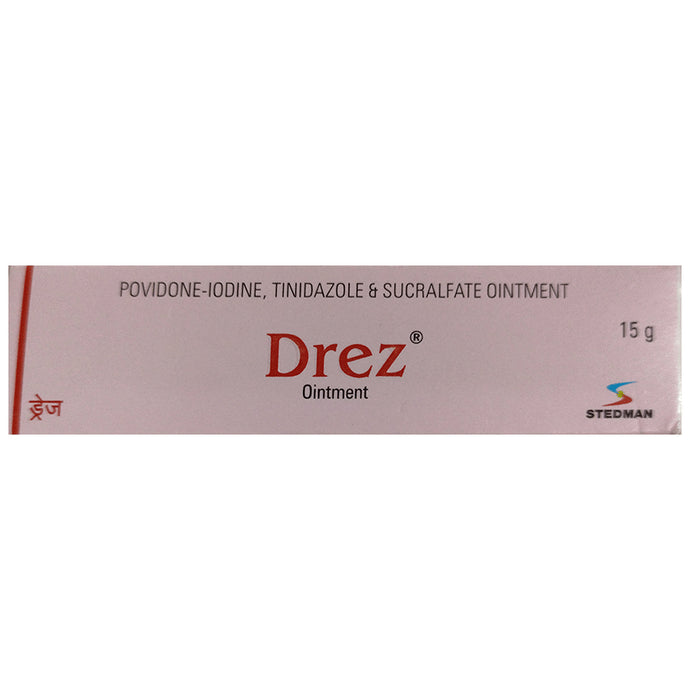 POVIDONE-IODINE, TINIDAZOLE & SUCRALFATE OINTMENT
15 g
Drez®
Ointment
ड्रेज
STEDMAN